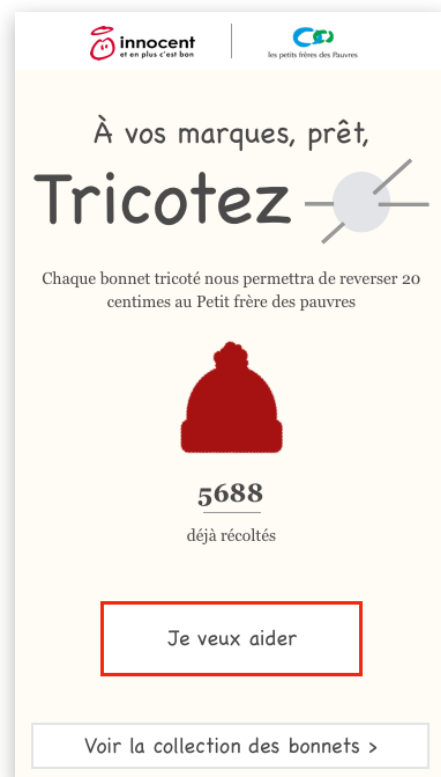 innocent
et en plus c'est bon
les petits frères des Pauvres
À vos marques, prêt,
Tricotez
Chaque bonnet tricoté nous permettra de reverser 20
centimes au Petit frère des pauvres
5688
déjà récoltés
Je veux aider
Voir la collection des bonnets >